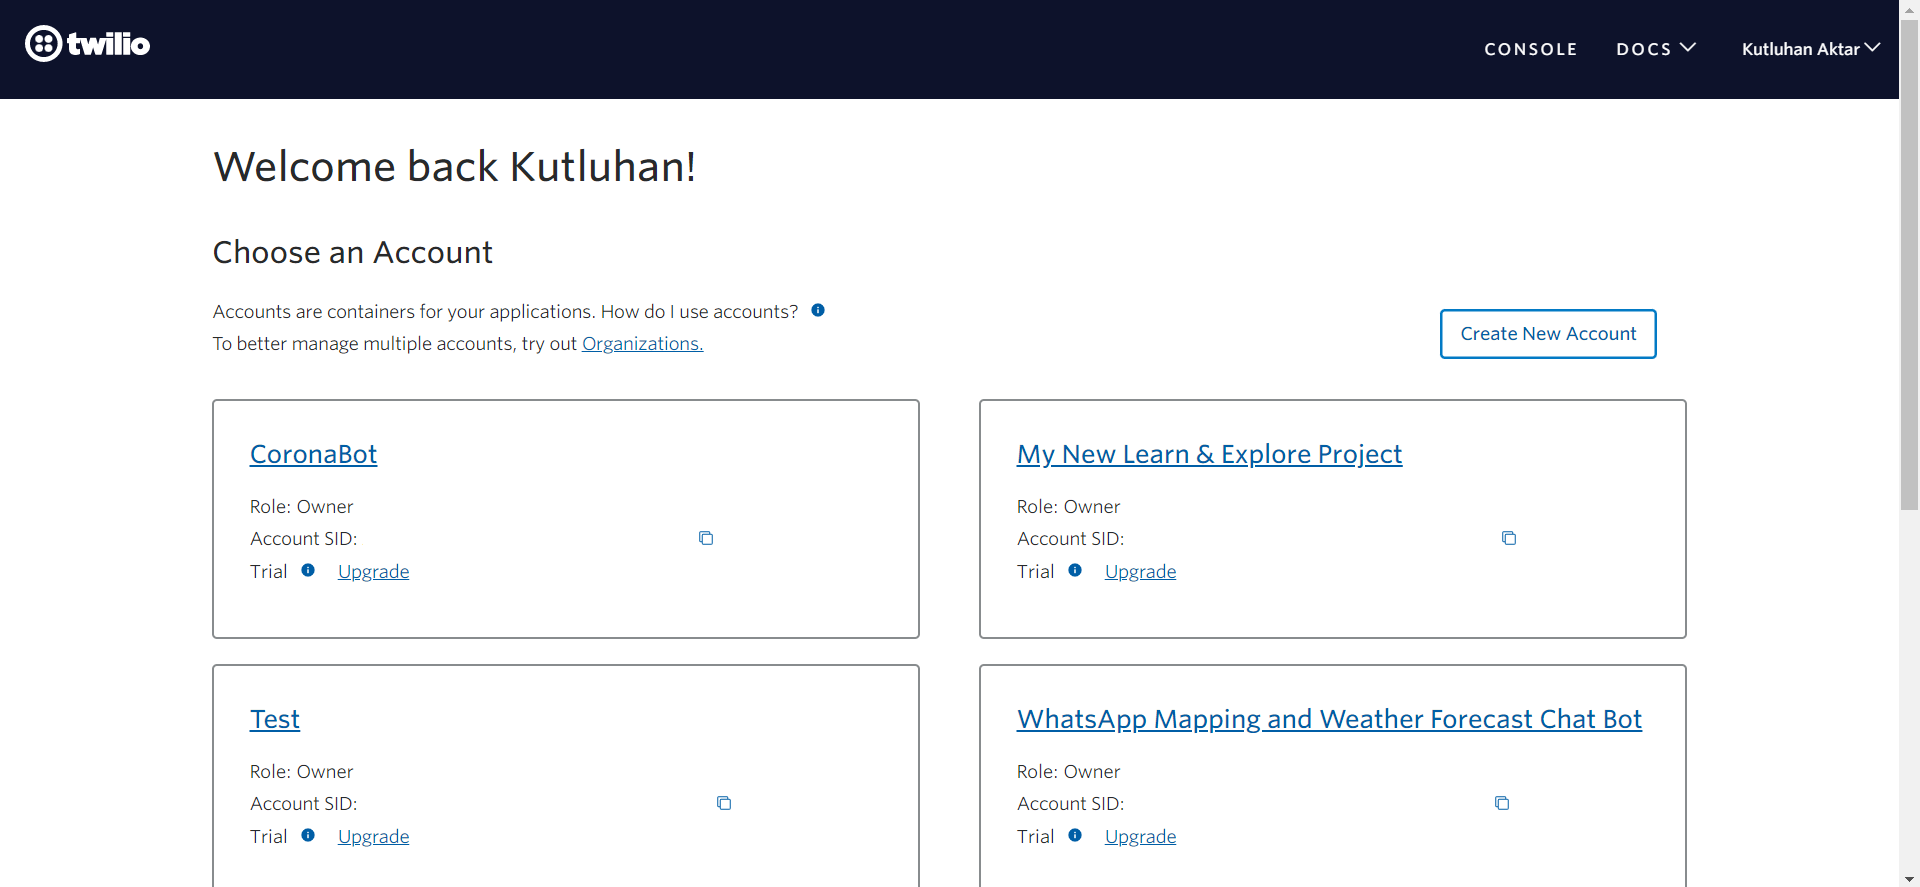 twilio
CONSOLE
DOCS
Kutluhan Aktar
Welcome back Kutluhan!
Choose an Account
Accounts are containers for your applications. How do I use accounts?
To better manage multiple accounts, try out Organizations.
Create New Account
CoronaBot
Role: Owner
Account SID:
Trial Upgrade
My New Learn & Explore Project
Role: Owner
Account SID:
Trial Upgrade
Test
Role: Owner
Account SID:
Trial Upgrade
WhatsApp Mapping and Weather Forecast Chat Bot
Role: Owner
Account SID:
Trial Upgrade